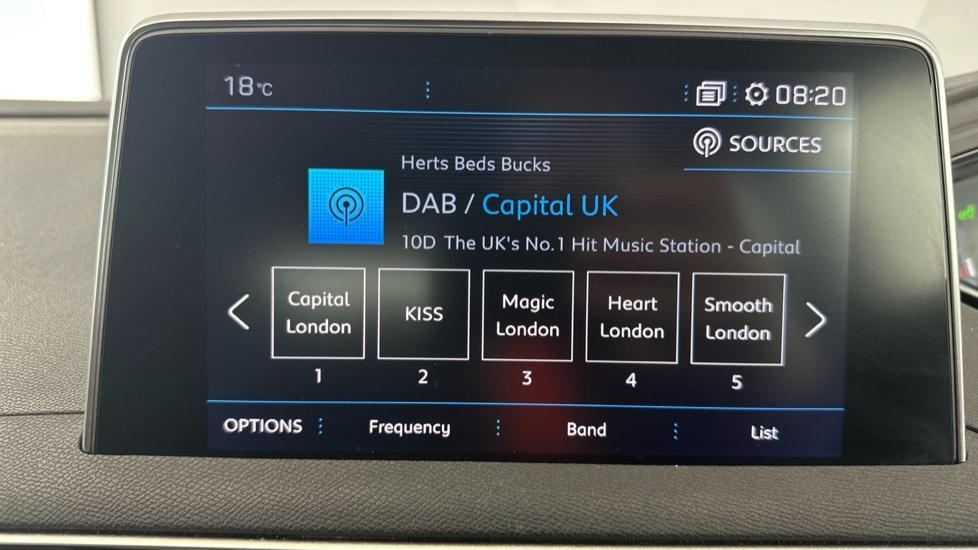 18°C
08:20
SOURCES
Herts Beds Bucks
DAB / Capital UK
10D The UK's No.1 Hit Music Station - Capital
Capital
London
KISS
Magic
London
Heart
London
Smooth
London
1
2
3
4
5
OPTIONS
Frequency
Band
List